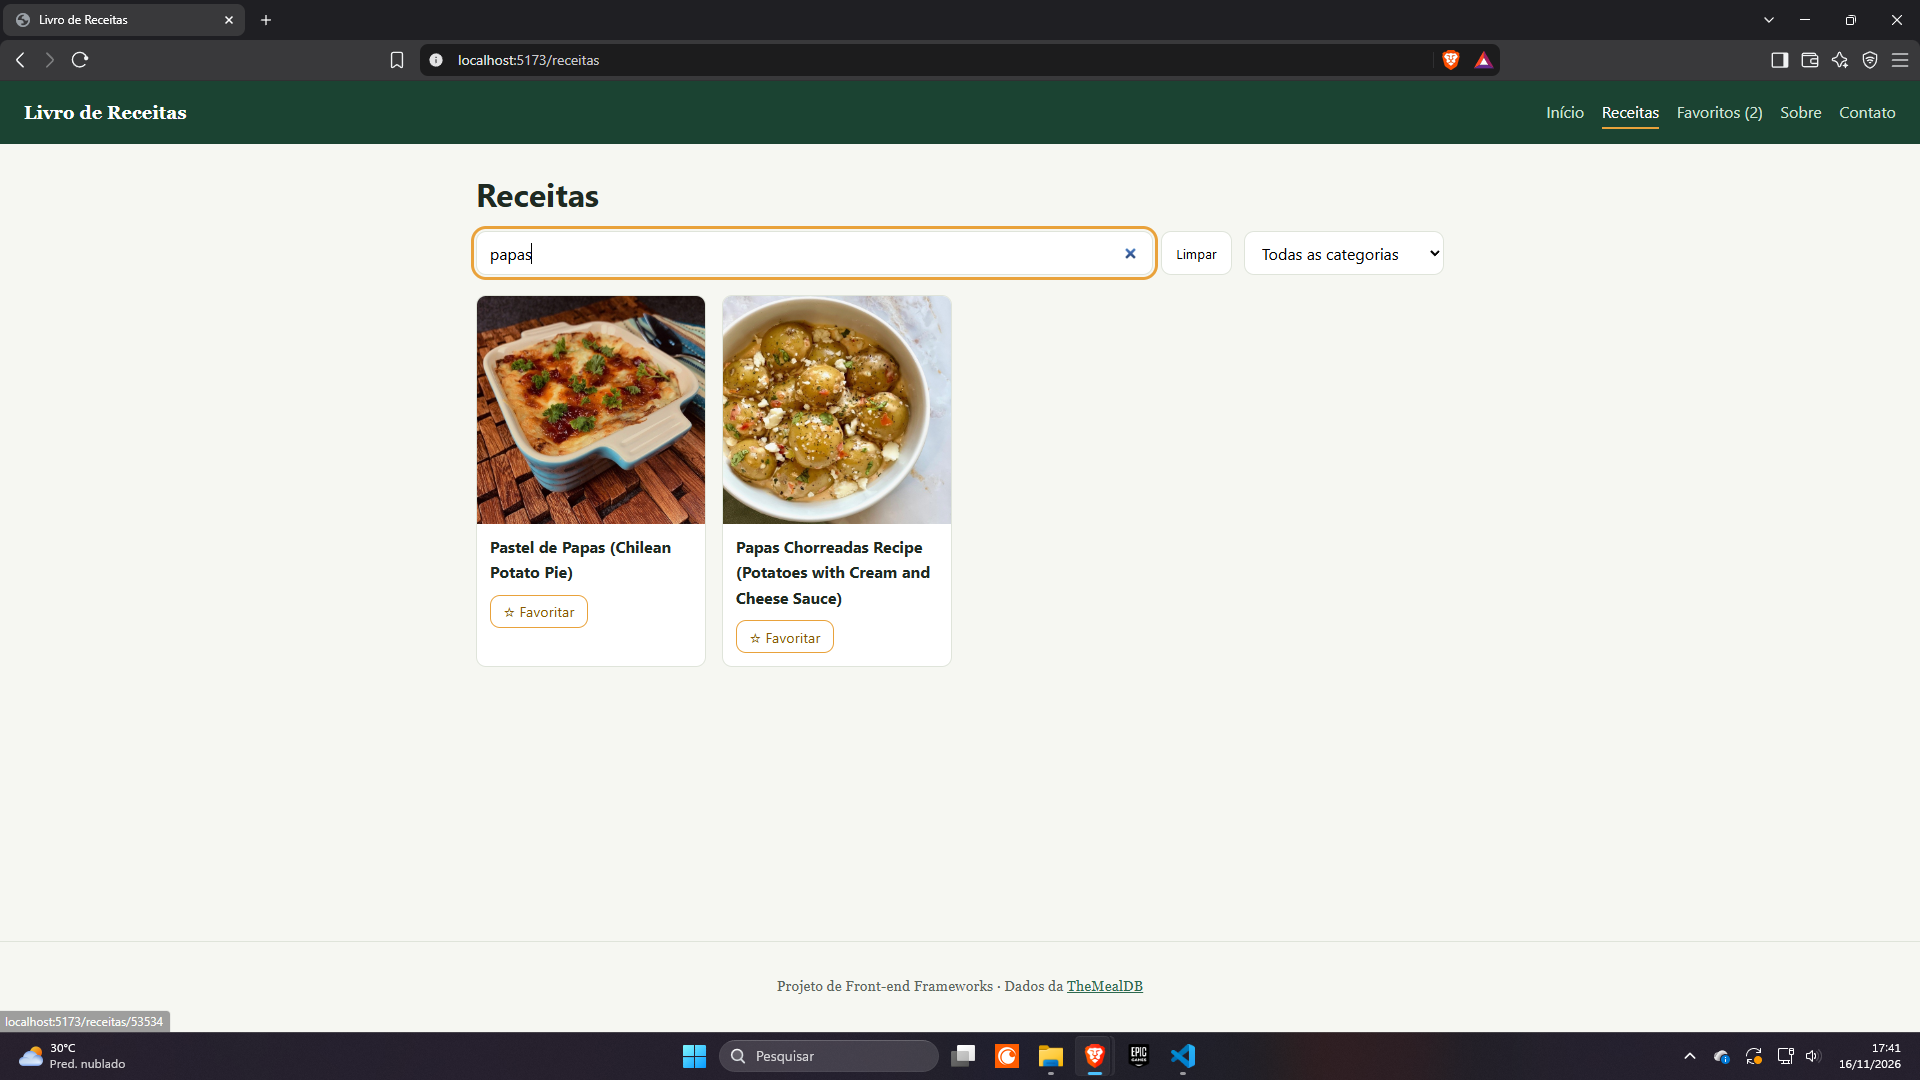 Livro de Receitas
localhost:5173/receitas
Livro de Receitas
Início Receitas Favoritos (2) Sobre Contato
Receitas
papas
Limpar
Todas as categorias
Pastel de Papas (Chilean
Potato Pie)
☆ Favoritar
Papas Chorreadas Recipe
(Potatoes with Cream and
Cheese Sauce)
☆ Favoritar
Projeto de Front-end Frameworks · Dados da TheMealDB
localhost:5173/receitas/53534
30°C
Pred. nublado
Pesquisar
EPIC
GAMES
17:41
16/11/2026